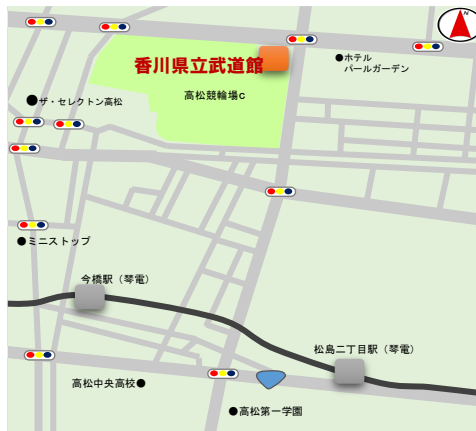 N
香川県立武道館
●ホテル
パールガーデン
●ザ・セレクトン高松
高松競輪場c
●ミニストップ
今橋駅（琴電）
松島二丁目駅（琴電）
高松中央高校●
●高松第一学園